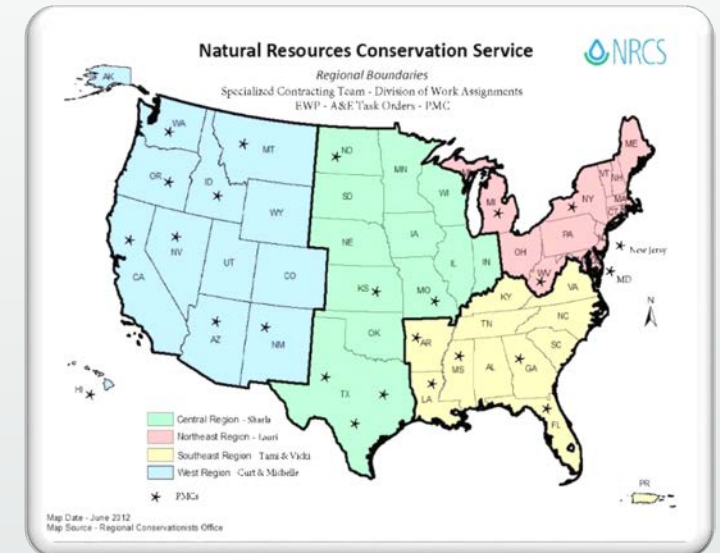 Natural Resources Conservation Service
NRCS
Regional Boundaries
Specialized Contracting Team - Division of Work Assignments
EWP - A&E Task Orders - PMC
AK
WA
MT
ND
MN
ME
OR
ID
WI
MI
VT
NH
NY
MA
CT
SD
WY
IA
PA
New Jersy
NE
OH
NV
UT
IL
IN
WV
MD
CA
CO
KS
MO
KY
VA
N
AZ
NM
OK
AR
TN
NC
SC
MS
AL
GA
HI
TX
LA
FL
PR
Central Region - Sharla
Northeast Region - Lauri
Southeast Region Tami & Vicki
West Region Curt & Michelle
PMCs
Map Date - June 2012
Map Source - Regional Conservationists Office